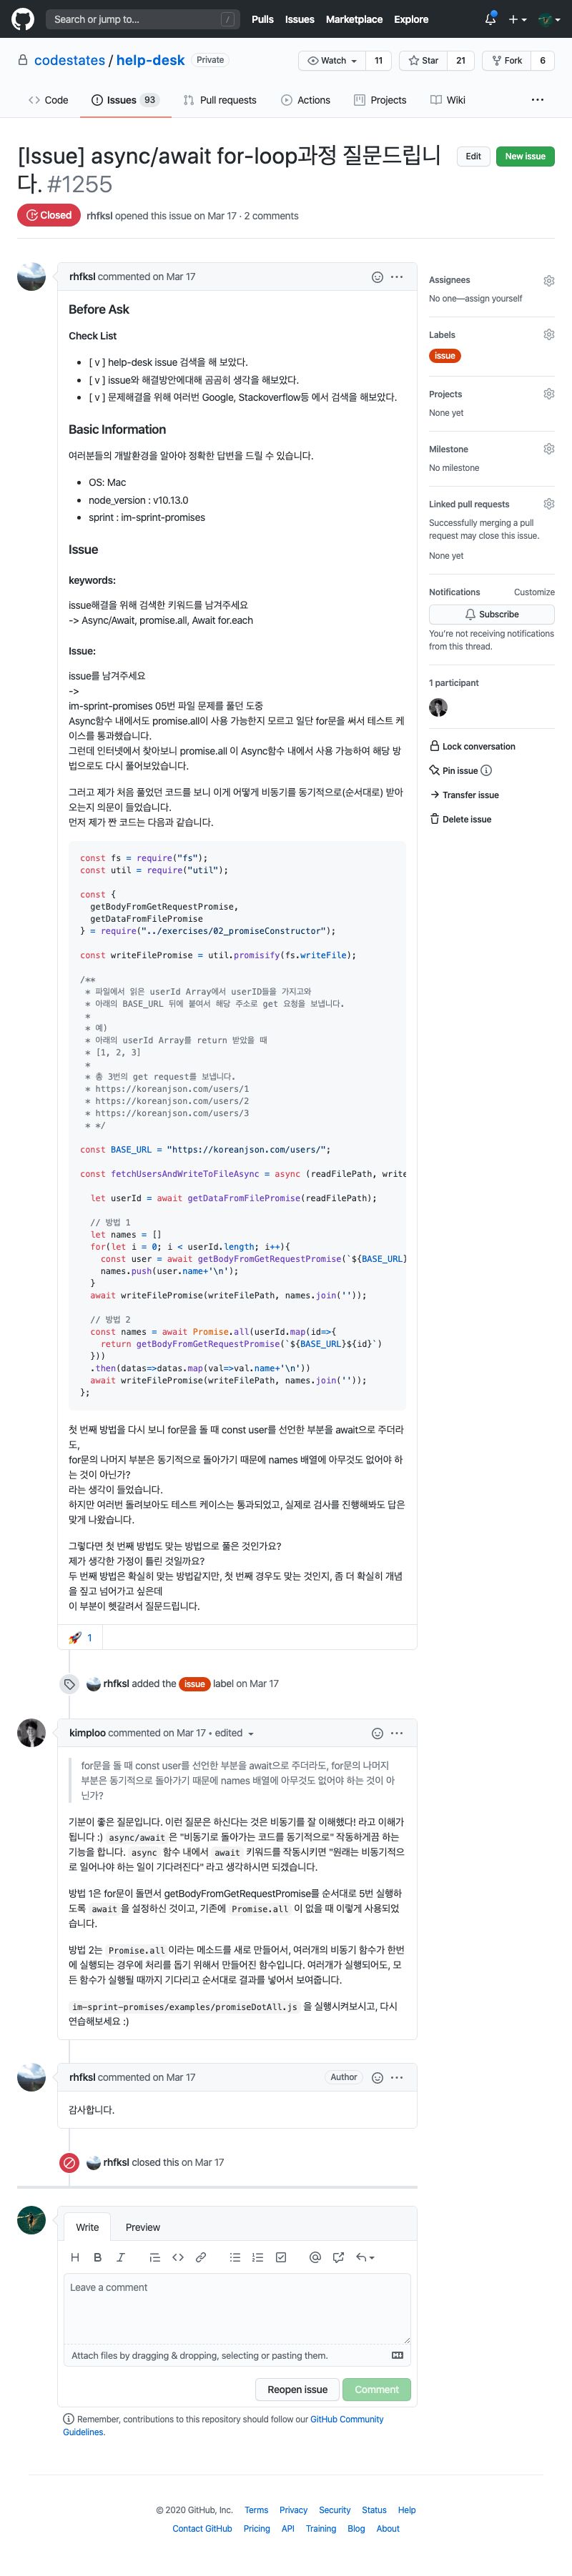 Search or jump to... /
Pulls Issues Marketplace Explore
codestates / help-desk Private
Watch 11 Star 21 Fork 6
Code Issues 93 Pull requests Actions Projects Wiki ...
[Issue] async/await for-loop과정 질문드립니
다. #1255
Edit New issue
Closed rhfksl opened this issue on Mar 17 · 2 comments
rhfksl commented on Mar 17
Before Ask
Check List
• [ v ] help-desk issue 검색을 해 보았다.
• [ v ] issue와 해결방안에대해 곰곰히 생각을 해보았다.
• [ v ] 문제해결을 위해 여러번 Google, Stackoverflow등 에서 검색을 해보았다.
Basic Information
여러분들의 개발환경을 알아야 정확한 답변을 드릴 수 있습니다.
• OS: Mac
• node_version : v10.13.0
• sprint : im-sprint-promises
Issue
keywords:
issue해결을 위해 검색한 키워드를 남겨주세요
-> Async/Await, promise.all, Await for.each
Issue:
issue를 남겨주세요
->
im-sprint-promises 05번 파일 문제를 풀던 도중
Async함수 내에서도 promise.all이 사용 가능한지 모르고 일단 for문을 써서 테스트 케
이스를 통과했습니다.
그런데 인터넷에서 찾아보니 promise.all 이 Async함수 내에서 사용 가능하여 해당 방
법으로도 다시 풀어보았습니다.
그리고 제가 처음 풀었던 코드를 보니 이게 어떻게 비동기를 동기적으로(순서대로) 받아
오는지 의문이 들었습니다.
먼저 제가 짠 코드는 다음과 같습니다.
const fs = require("fs");
const util = require("util");
const {
getBodyFromGetRequestPromise,
getDataFromFilePromise
} = require("../exercises/02_promiseConstructor");
const writeFilePromise = util.promisify(fs.writeFile);
/**
* 파일에서 읽은 userId Array에서 userID들을 가지고와
* 아래의 BASE_URL 뒤에 붙여서 해당 주소로 get 요청을 보냅니다.
*
* 예)
* 아래의 userId Array를 return 받았을 때
* [1, 2, 3]
*
* 총 3번의 get request를 보냅니다.
* https://koreanjson.com/users/1
* https://koreanjson.com/users/2
* https://koreanjson.com/users/3
* */
const BASE_URL = "https://koreanjson.com/users/";
const fetchUsersAndWriteToFileAsync = async (readFilePath, write
let userId = await getDataFromFilePromise(readFilePath);
// 방법 1
let names = []
for(let i = 0; i < userId.length; i++){
const user = await getBodyFromGetRequestPromise(`${BASE_URL}
names.push(user.name+'\n');
}
await writeFilePromise(writeFilePath, names.join(''));
// 방법 2
const names = await Promise.all(userId.map(id=>{
return getBodyFromGetRequestPromise(`${BASE_URL}${id}`)
}))
.then(datas=>datas.map(val=>val.name+'\n'))
await writeFilePromise(writeFilePath, names.join(''));
};
첫 번째 방법을 다시 보니 for문을 돌 때 const user를 선언한 부분을 await으로 주더라
도,
for문의 나머지 부분은 동기적으로 돌아가기 때문에 names 배열에 아무것도 없어야 하
는 것이 아닌가?
라는 생각이 들었습니다.
하지만 여러번 돌려보아도 테스트 케이스는 통과되었고, 실제로 검사를 진행해봐도 답은
맞게 나왔습니다.
그렇다면 첫 번째 방법도 맞는 방법으로 풀은 것인가요?
제가 생각한 가정이 틀린 것일까요?
두 번째 방법은 확실히 맞는 방법같지만, 첫 번째 경우도 맞는 것인지, 좀 더 확실히 개념
을 짚고 넘어가고 싶은데
이 부분이 헷갈려서 질문드립니다.
🚀 1
rhfksl added the issue label on Mar 17
kimploo commented on Mar 17 • edited
for문을 돌 때 const user를 선언한 부분을 await으로 주더라도, for문의 나머지
부분은 동기적으로 돌아가기 때문에 names 배열에 아무것도 없어야 하는 것이 아
닌가?
기분이 좋은 질문입니다. 이런 질문은 하신다는 것은 비동기를 잘 이해했다! 라고 이해가
됩니다 :) async/await 은 "비동기로 돌아가는 코드를 동기적으로" 작동하게끔 하는
기능을 합니다. async 함수 내에서 await 키워드를 작동시키면 "원래는 비동기적으
로 일어나야 하는 일이 기다려진다" 라고 생각하시면 되겠습니다.
방법 1은 for문이 돌면서 getBodyFromGetRequestPromise를 순서대로 5번 실행하
도록 await 을 설정하신 것이고, 기존에 Promise.all 이 없을 때 이렇게 사용되었
습니다.
방법 2는 Promise.all 이라는 메소드를 새로 만들어서, 여러개의 비동기 함수가 한번
에 실행되는 경우에 처리를 돕기 위해서 만들어진 함수입니다. 여러개가 실행되어도, 모
든 함수가 실행될 때까지 기다리고 순서대로 결과를 넣어서 보여줍니다.
im-sprint-promises/examples/promiseDotAll.js 을 실행시켜보시고, 다시
연습해보세요 :)
rhfksl commented on Mar 17 Author
감사합니다.
rhfksl closed this on Mar 17
Write Preview
Leave a comment
Attach files by dragging & dropping, selecting or pasting them.
Reopen issue Comment
Remember, contributions to this repository should follow our GitHub Community
Guidelines.
Assignees
No one—assign yourself
Labels
issue
Projects
None yet
Milestone
No milestone
Linked pull requests
Successfully merging a pull
request may close this issue.
None yet
Notifications Customize
Subscribe
You're not receiving notifications
from this thread.
1 participant
Lock conversation
Pin issue
Transfer issue
Delete issue
© 2020 GitHub, Inc. Terms Privacy Security Status Help
Contact GitHub Pricing API Training Blog About